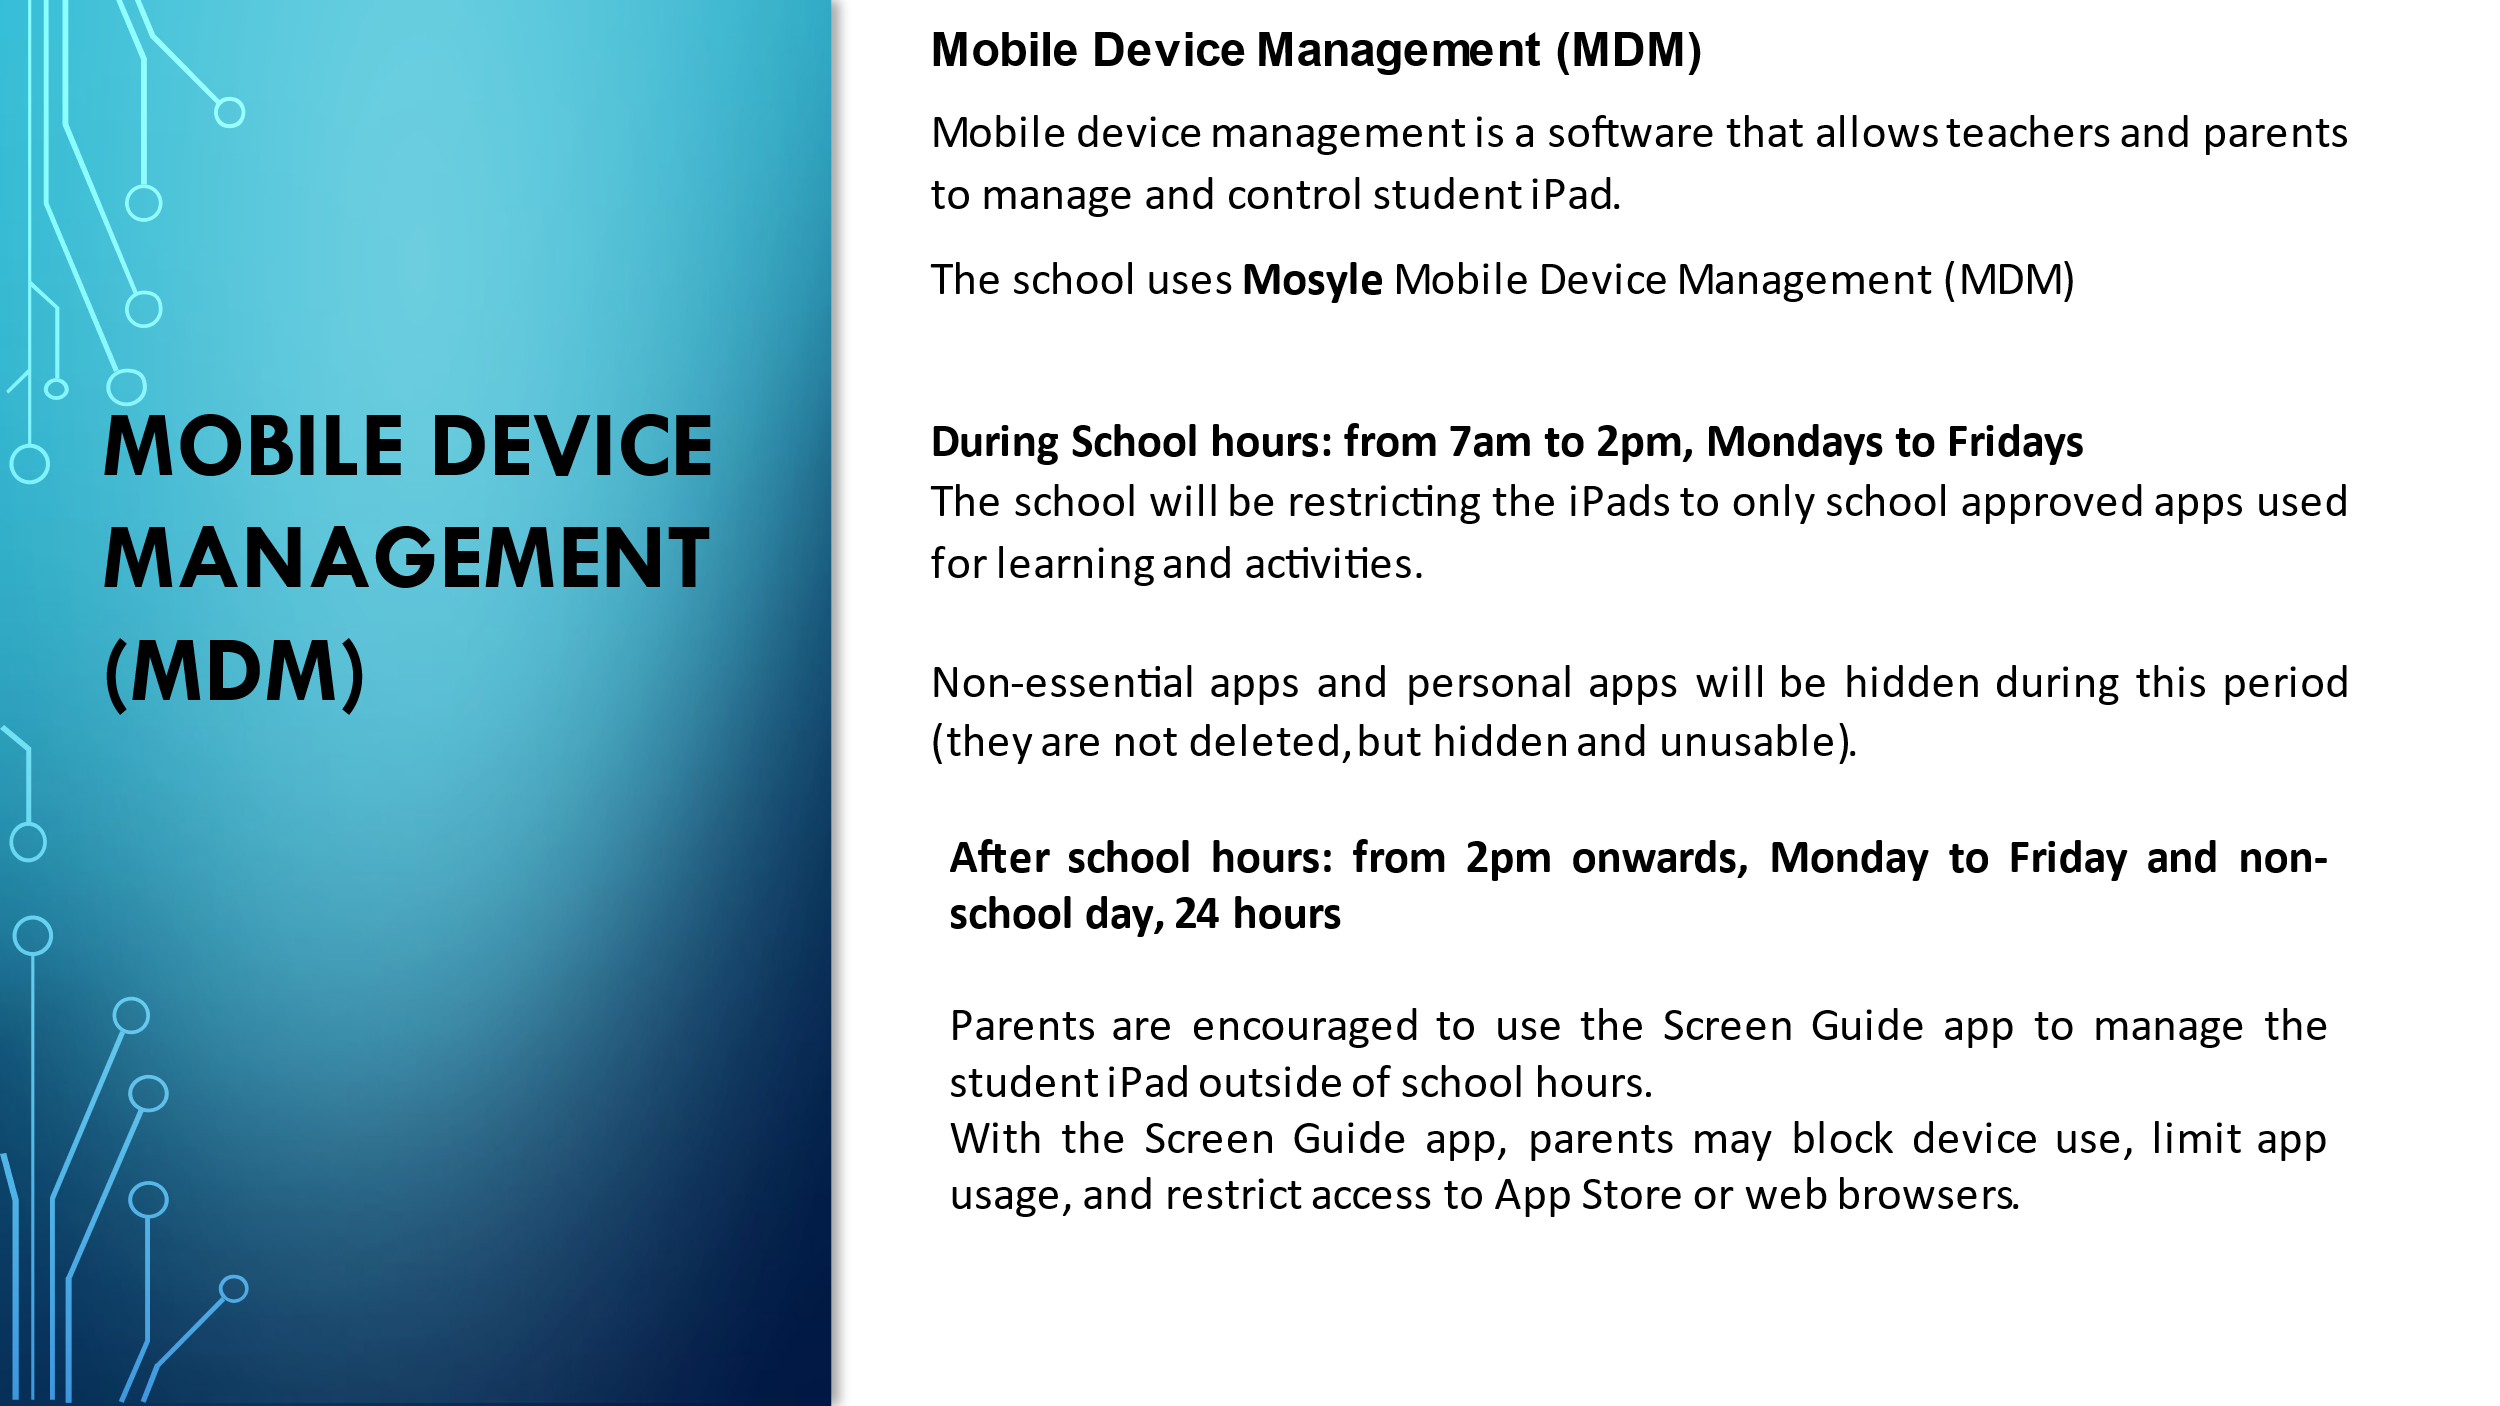 MOBILE DEVICE
MANAGEMENT
(MDM)
Mobile Device Management (MDM)
Mobile device management is a software that allows teachers and parents
to manage and control student iPad.
The school uses Mosyle Mobile Device Management (MDM)
During School hours: from 7am to 2pm, Mondays to Fridays
The school will be restricting the iPads to only school approved apps used
for learning and activities.
Non-essential apps and personal apps will be hidden during this period
(they are not deleted, but hidden and unusable).
After school hours: from 2pm onwards, Monday to Friday and non-
school day, 24 hours
Parents are encouraged to use the Screen Guide app to manage the
student iPad outside of school hours.
With the Screen Guide app, parents may block device use, limit app
usage, and restrict access to App Store or web browsers.